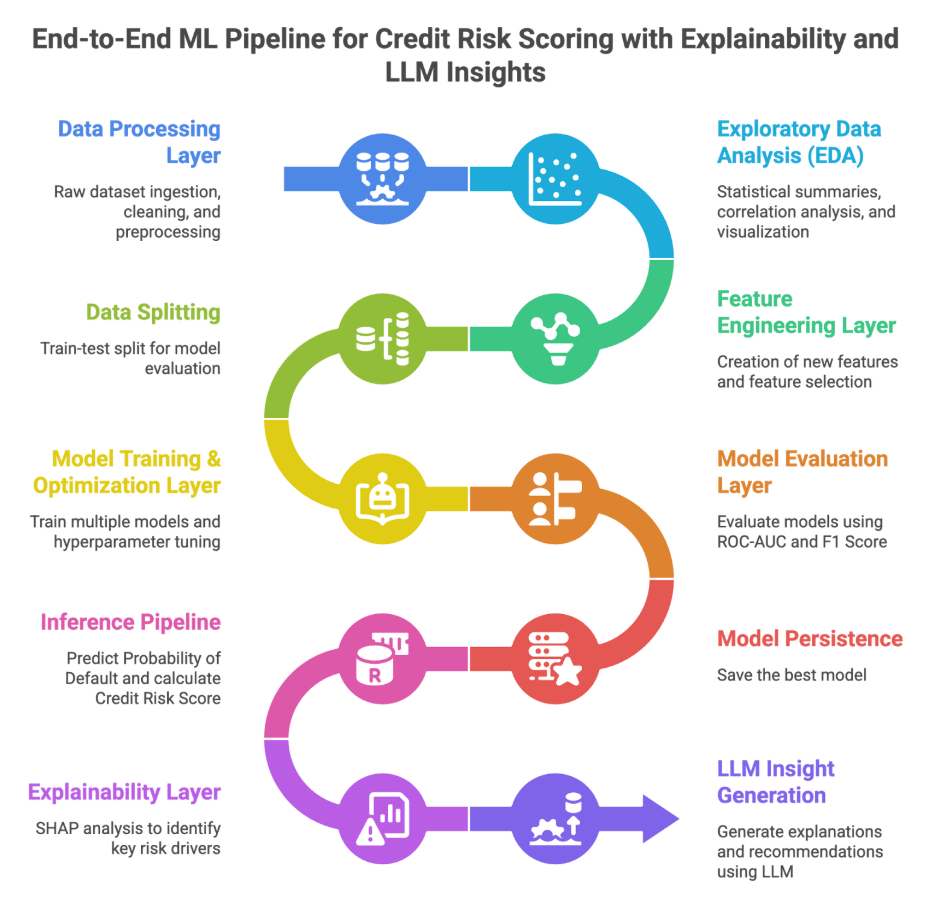 End-to-End ML Pipeline for Credit Risk Scoring with Explainability and
LLM Insights
Data Processing
Layer
Raw dataset ingestion,
cleaning, and
preprocessing
Exploratory Data
Analysis (EDA)
Statistical summaries,
correlation analysis, and
visualization
Feature
Engineering Layer
Creation of new features
and feature selection
Data Splitting
Train-test split for model
evaluation
Model Training &
Optimization Layer
Train multiple models and
hyperparameter tuning
Model Evaluation
Layer
Evaluate models using
ROC-AUC and F1 Score
Model Persistence
Save the best model
Inference Pipeline
Predict Probability of
Default and calculate
Credit Risk Score
R
Explainability Layer
SHAP analysis to identify
key risk drivers
LLM Insight
Generation
Generate explanations
and recommendations
using LLM